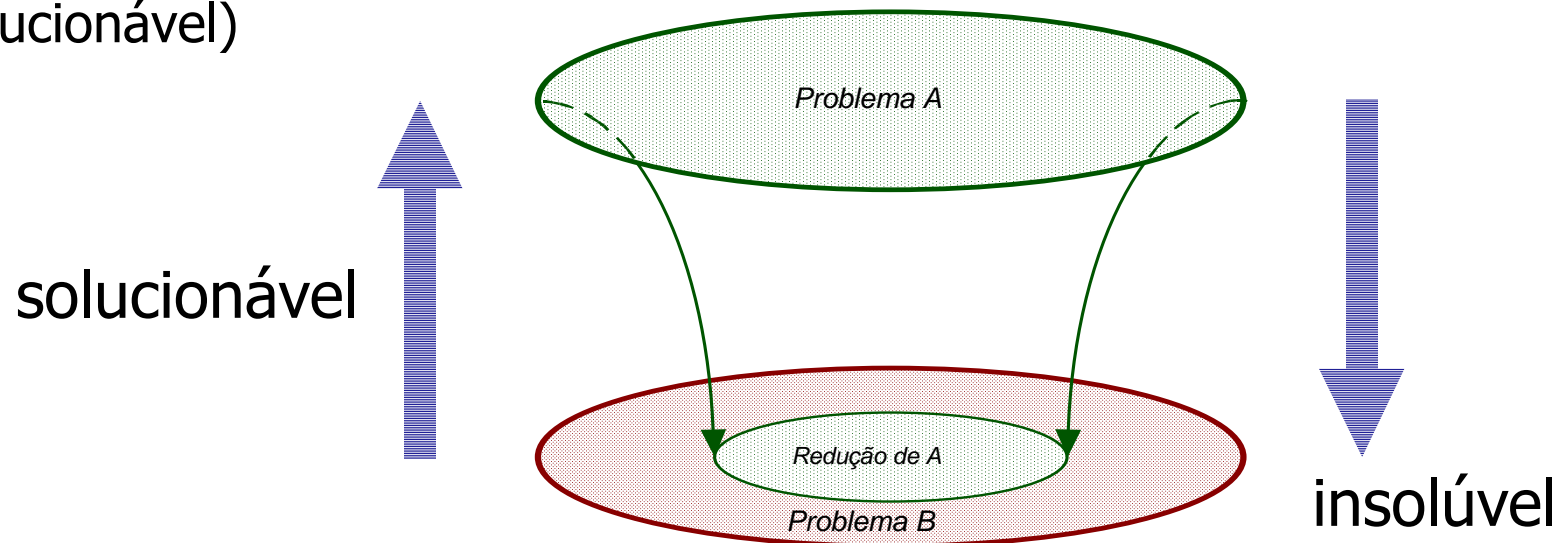 ucionável)
Problema A
solucionável
Redução de A
insolúvel
Problema B